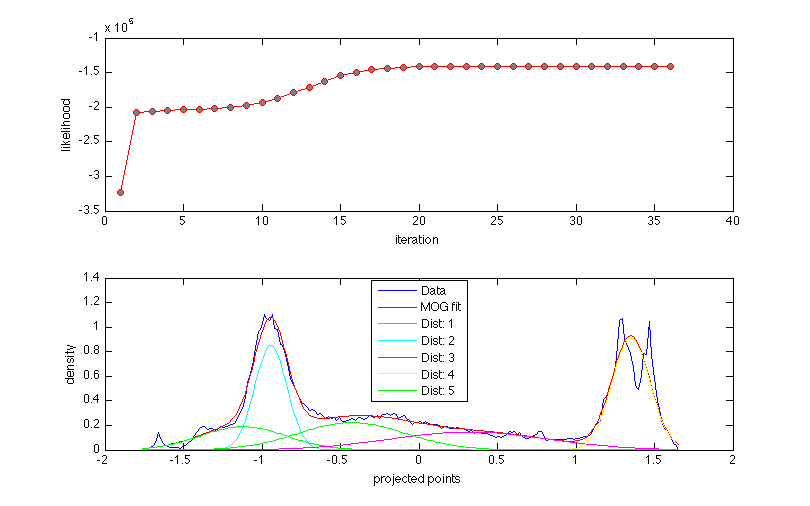 x 10^5
-1
-1.5
-2
-2.5
-3
-3.5
likelihood
0 5 10 15 20 25 30 35 40
iteration
1.4
1.2
1
0.8
0.6
0.4
0.2
0
density
Data
MOG fit
Dist: 1
Dist: 2
Dist: 3
Dist: 4
Dist: 5
-2 -1.5 -1 -0.5 0 0.5 1 1.5 2
projected points